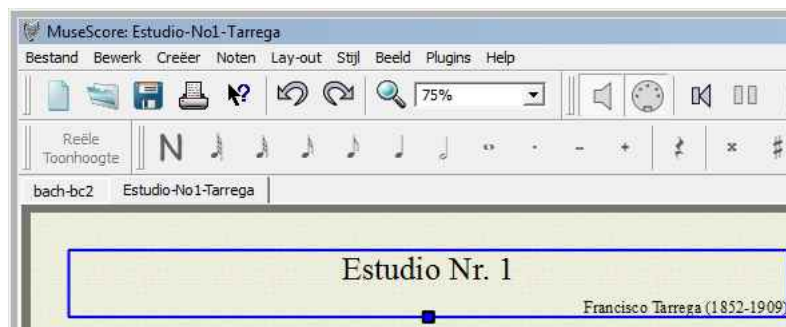 MuseScore: Estudio-No1-Tarrega
Bestand Bewerk Creëer Noten Lay-out Stijl Beeld Plugins Help
75%
Reële
Toonhoogte
N
bach-bc2 Estudio-No1-Tarrega
Estudio Nr. 1
Francisco Tarrega (1852-1909)